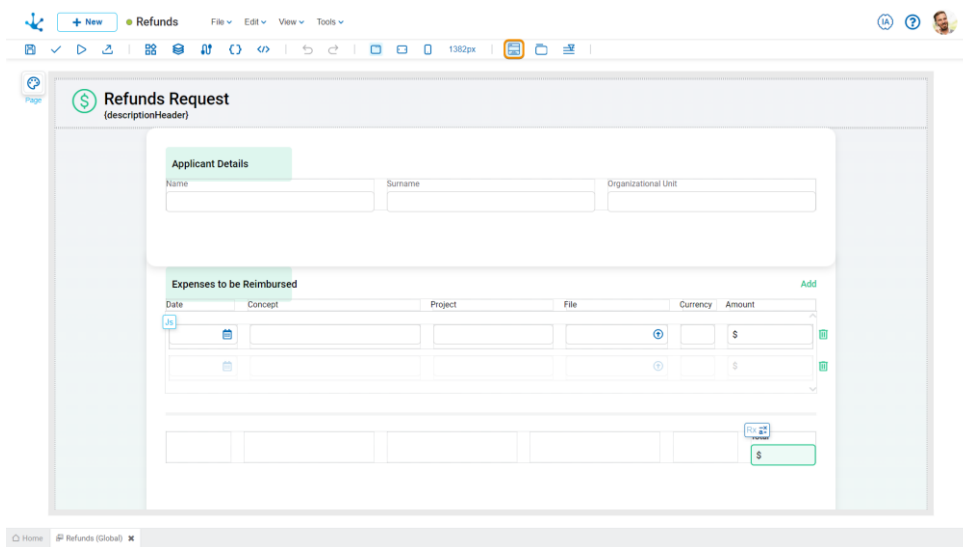 + New
Refunds
File
Edit
View
Tools
IA
?
1382px
Page
Refunds Request
{descriptionHeader}
Applicant Details
Name
Surname
Organizational Unit
Expenses to be Reimbursed
Add
Date
Concept
Project
File
Currency
Amount
Js
$
$
Rx
Total
$
Home
Refunds (Global)